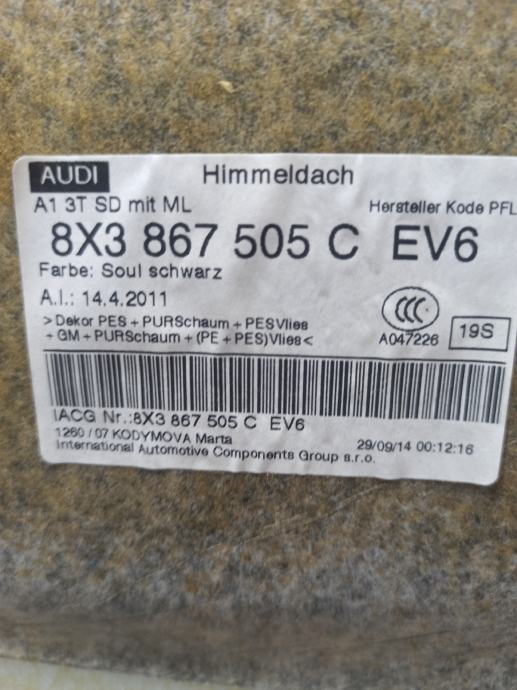 AUDI Himmeldach
A1 3T SD mit ML Hersteller Kode PFL
8X3 867 505 C EV6
Farbe: Soul schwarz
A.I.: 14.4.2011
>Dekor PES + PURSchaum + PESVlies
+ GM + PURSchaum + (PE + PES)Vlies<
CCC
A047226
19S
IACG Nr.:8X3 867 505 C EV6
1260 / 07 KODYMOVA Marta 29/09/14 00:12:16
International Automotive Components Group s.r.o.